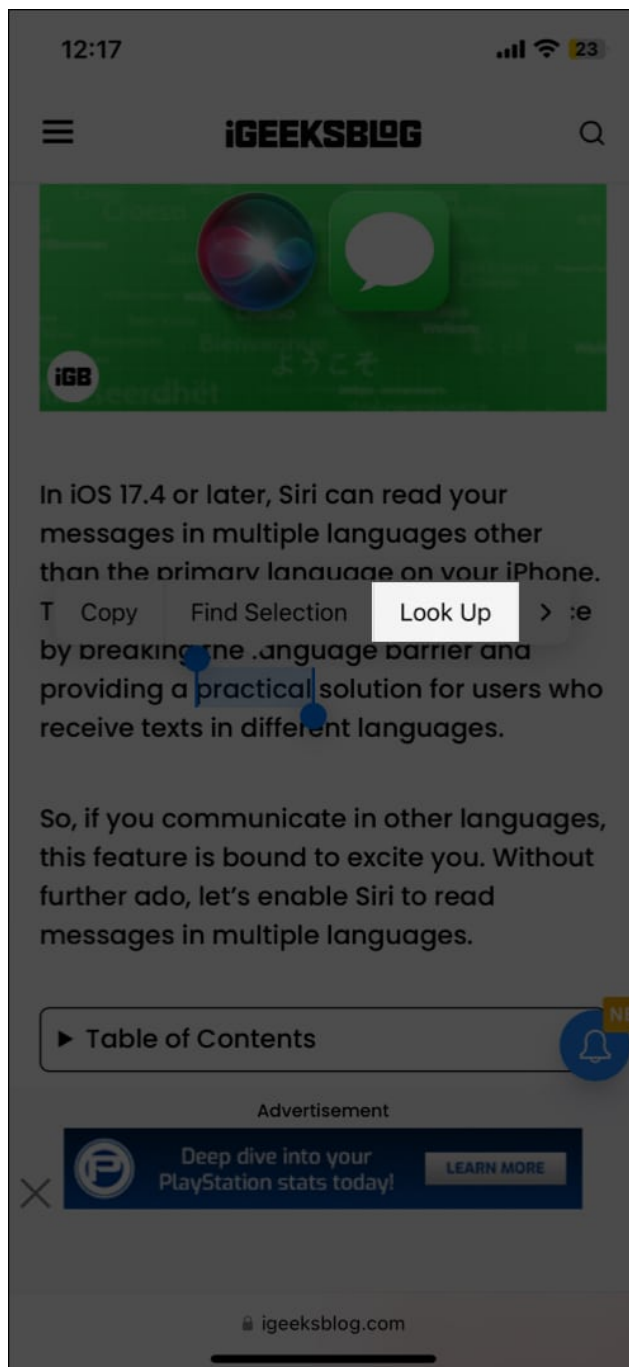 12:17
23
iGEEKSBLOG
ようこそ
iGB
In iOS 17.4 or later, Siri can read your
messages in multiple languages other
than the primary language on your iPhone.
T Copy Find Selection Look Up > :e
by breaking the language barrier and
providing a practical solution for users who
receive texts in different languages.
So, if you communicate in other languages,
this feature is bound to excite you. Without
further ado, let's enable Siri to read
messages in multiple languages.
▶ Table of Contents
Advertisement
Deep dive into your
PlayStation stats today!
LEARN MORE
igeeksblog.com